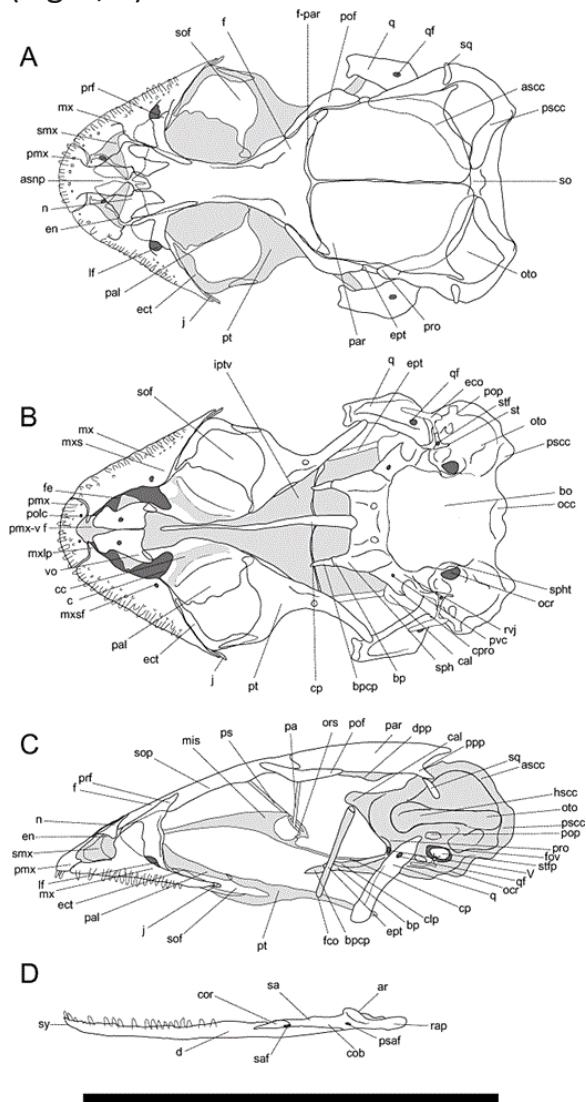 A
f-par
f
pof
q
qf
sof
sq
prf
ascc
mx
pscc
smx
pmx
asnp
so
n
en
lf
oto
pal
ect
pro
j
ept
pt
par
B
iptv
q
ept
qf
eco
pop
stf
st
sof
mx
oto
mxs
pscc
fe
pmx
polc
bo
pmx-v f
occ
mxlp
vo
spht
cc
ocr
c
mxsf
rvj
pal
pvc
ect
cpro
cal
j
sph
pt
cp
bpcp
bp
C
ors
pof
par
dpp
pa
cal
ppp
ps
mis
sop
sq
ascc
prf
hscc
f
oto
n
pscc
en
pop
smx
pro
fov
pmx
stfp
lf
V
mx
qf
ect
ocr
pal
q
j
cp
sof
clp
pt
bp
fco
bpcp
ept
D
sa
ar
cor
sy
rap
d
psaf
saf
cob